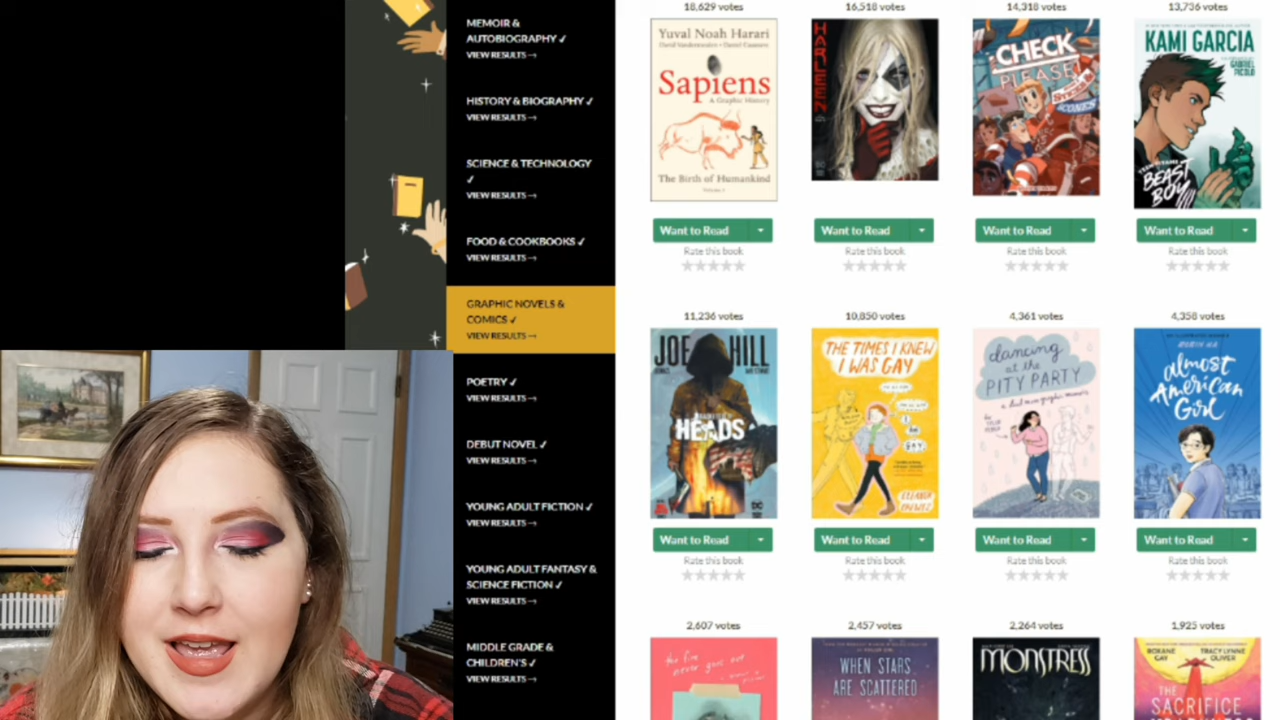 MEMOIR &
AUTOBIOGRAPHY ✓
VIEW RESULTS →
HISTORY & BIOGRAPHY ✓
VIEW RESULTS →
SCIENCE & TECHNOLOGY
✓
VIEW RESULTS →
FOOD & COOKBOOKS ✓
VIEW RESULTS →
GRAPHIC NOVELS &
COMICS ✓
VIEW RESULTS →
POETRY ✓
VIEW RESULTS →
DEBUT NOVEL ✓
VIEW RESULTS →
YOUNG ADULT FICTION ✓
VIEW RESULTS →
YOUNG ADULT FANTASY &
SCIENCE FICTION ✓
VIEW RESULTS →
MIDDLE GRADE &
CHILDREN'S ✓
VIEW RESULTS →
18,629 votes
16,518 votes
14,318 votes
13,736 votes
Yuval Noah Harari
Sapiens
A Graphic History
The Birth of Humankind
HARLEEN
CHECK
PLEASE!
KAMI GARCIA
GABRIEL
PICOLO
BEAST
BOY
Want to Read
Want to Read
Want to Read
Want to Read
Rate this book
Rate this book
Rate this book
Rate this book
11,236 votes
10,850 votes
4,361 votes
4,358 votes
JOE HILL
HEADS
THE TIMES I KNEW
I WAS GAY
dancing
at the
PITY PARTY
almost
American
Girl
Want to Read
Want to Read
Want to Read
Want to Read
Rate this book
Rate this book
Rate this book
Rate this book
2,607 votes
2,457 votes
2,264 votes
1,925 votes
the fire
never goes out
WHEN STARS
ARE SCATTERED
MONSTRESS
ROXANE
GAY
TRACY LYNNE
OLIVER
THE
SACRIFICE